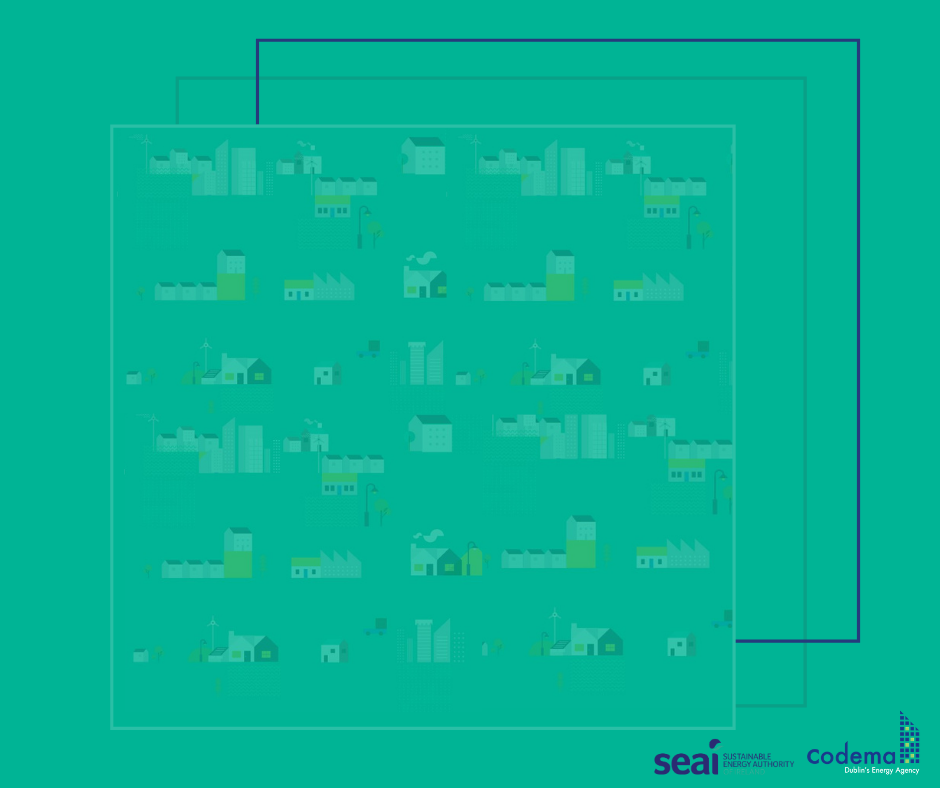 seai
SUSTAINABLE
ENERGY AUTHORITY
codema
Dublin's Energy Agency